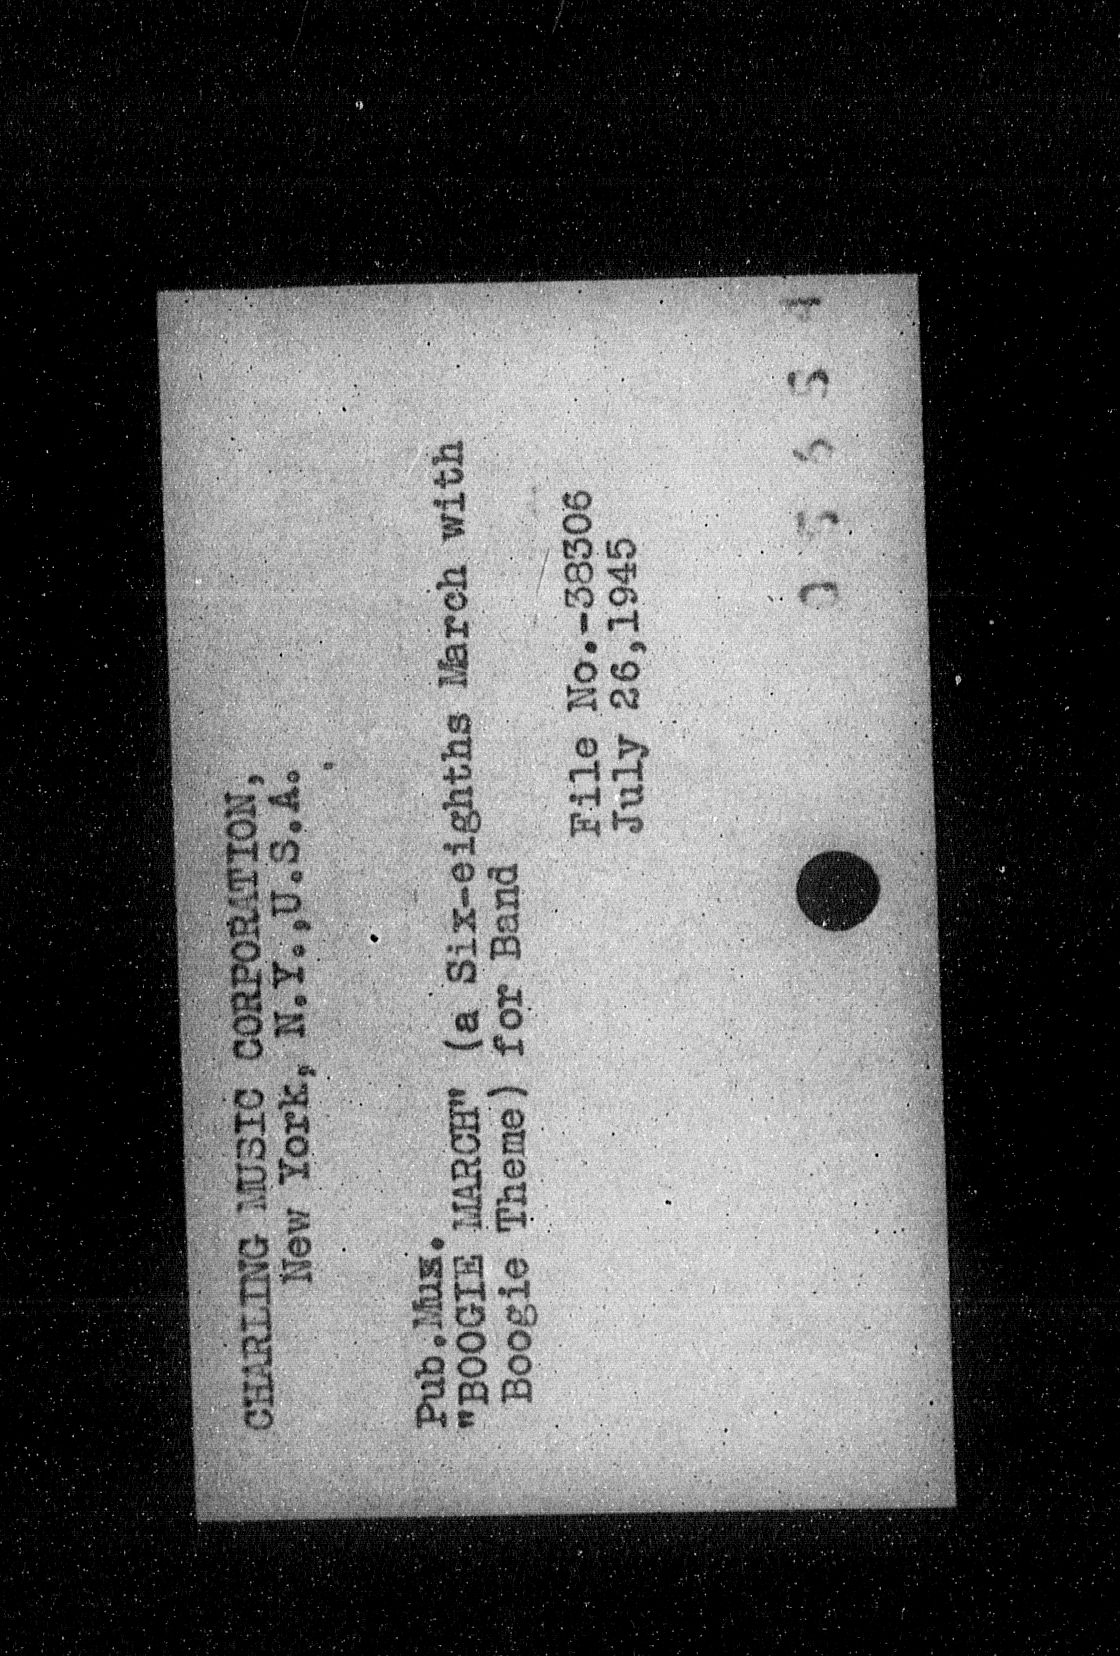 CHARLING MUSIC CORPORATION,
New York, N.Y.,U.S.A.
Pub.Mus.
"BOOGIE MARCH" (a Six-eighths March with
Boogie Theme) for Band
File No.-38306
July 26,1945